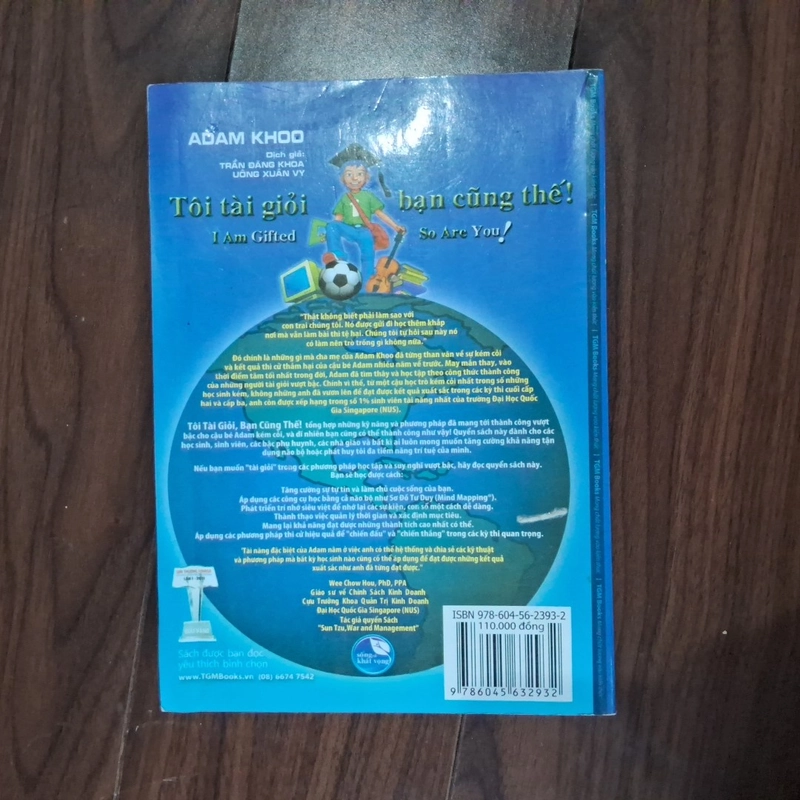 ADAM KHOO
Dịch giả:
TRẦN ĐĂNG KHOA
UÔNG XUÂN VY
Tôi tài giỏi bạn cũng thế!
I Am Gifted So Are You!
"Thật không biết phải làm sao với
con trai chúng tôi. Nó được gửi đi học thêm khắp
nơi mà vẫn làm bài thi tệ hại. Chúng tôi tự hỏi sau này nó
có làm nên trò trống gì không nữa."
Đó chính là những gì mà cha mẹ của Adam Khoo đã từng than vãn về sự kém cỏi
và kết quả thi cử thảm hại của cậu bé Adam nhiều năm về trước. May mắn thay, vào
thời điểm tăm tối nhất trong đời, Adam đã tìm thấy và học tập theo công thức thành công
của những người tài giỏi vượt bậc. Chính vì thế, từ một cậu học trò kém cỏi nhất trong số những
học sinh kém, không những anh đã vươn lên để đạt được kết quả xuất sắc trong các kỳ thi cuối cấp
hai và cấp ba, anh còn được xếp hạng trong số 1% sinh viên tài năng nhất của trường Đại Học Quốc
Gia Singapore (NUS).
Tôi Tài Giỏi, Bạn Cũng Thế! tổng hợp những kỹ năng và phương pháp đã mang tới thành công vượt
bậc cho cậu bé Adam kém cỏi, và dĩ nhiên bạn cũng có thể thành công như vậy! Quyển sách này dành cho các
học sinh, sinh viên, các bậc phụ huynh, các nhà giáo và bất kì ai luôn mong muốn tăng cường khả năng tận
dụng não bộ hoặc phát huy tối đa tiềm năng trí tuệ của mình.
Nếu bạn muốn "tài giỏi" trong các phương pháp học tập và suy nghĩ vượt bậc, hãy đọc quyển sách này.
Bạn sẽ học được cách:
Tăng cường sự tự tin và làm chủ cuộc sống của bạn.
Áp dụng các công cụ học bằng cả não bộ như Sơ Đồ Tư Duy (Mind Mapping®).
Phát triển trí nhớ siêu việt để nhớ lại các sự kiện, con số một cách dễ dàng.
Thành thạo việc quản lý thời gian và xác định mục tiêu.
Mang lại khả năng đạt được những thành tích cao nhất có thể.
Áp dụng các phương pháp thi cử hiệu quả để "chiến đấu" và "chiến thắng" trong các kỳ thi quan trọng.
"Tài năng đặc biệt của Adam nằm ở việc anh có thể hệ thống và chia sẻ các kỹ thuật
và phương pháp mà bất kỳ học sinh nào cũng có thể áp dụng để đạt được những kết quả
xuất sắc như anh đã từng đạt được."
Wee Chow Hou, PhD, PPA
Giáo sư về Chính Sách Kinh Doanh
Cựu Trưởng Khoa Quản Trị Kinh Doanh
Đại Học Quốc Gia Singapore (NUS)
Tác giả quyển Sách
"Sun Tzu, War and Management"
Sách được bạn đọc
yêu thích bình chọn
www.TGMBooks.vn (08) 6674 7542
sống
khát vọng
ISBN 978-604-56-2393-2
110.000 đồng
9 786045 632932
TGM Books